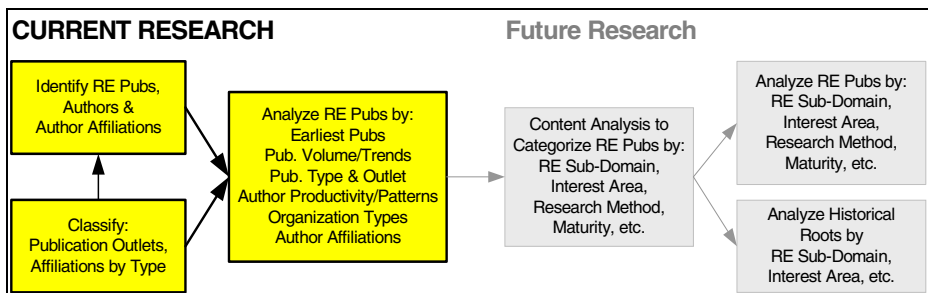 CURRENT RESEARCH
Future Research
Identify RE Pubs,
Authors &
Author Affiliations
Classify:
Publication Outlets,
Affiliations by Type
Analyze RE Pubs by:
Earliest Pubs
Pub. Volume/Trends
Pub. Type & Outlet
Author Productivity/Patterns
Organization Types
Author Affiliations
Content Analysis to
Categorize RE Pubs by:
RE Sub-Domain,
Interest Area,
Research Method,
Maturity, etc.
Analyze RE Pubs by:
RE Sub-Domain,
Interest Area,
Research Method,
Maturity, etc.
Analyze Historical
Roots by
RE Sub-Domain,
Interest Area, etc.